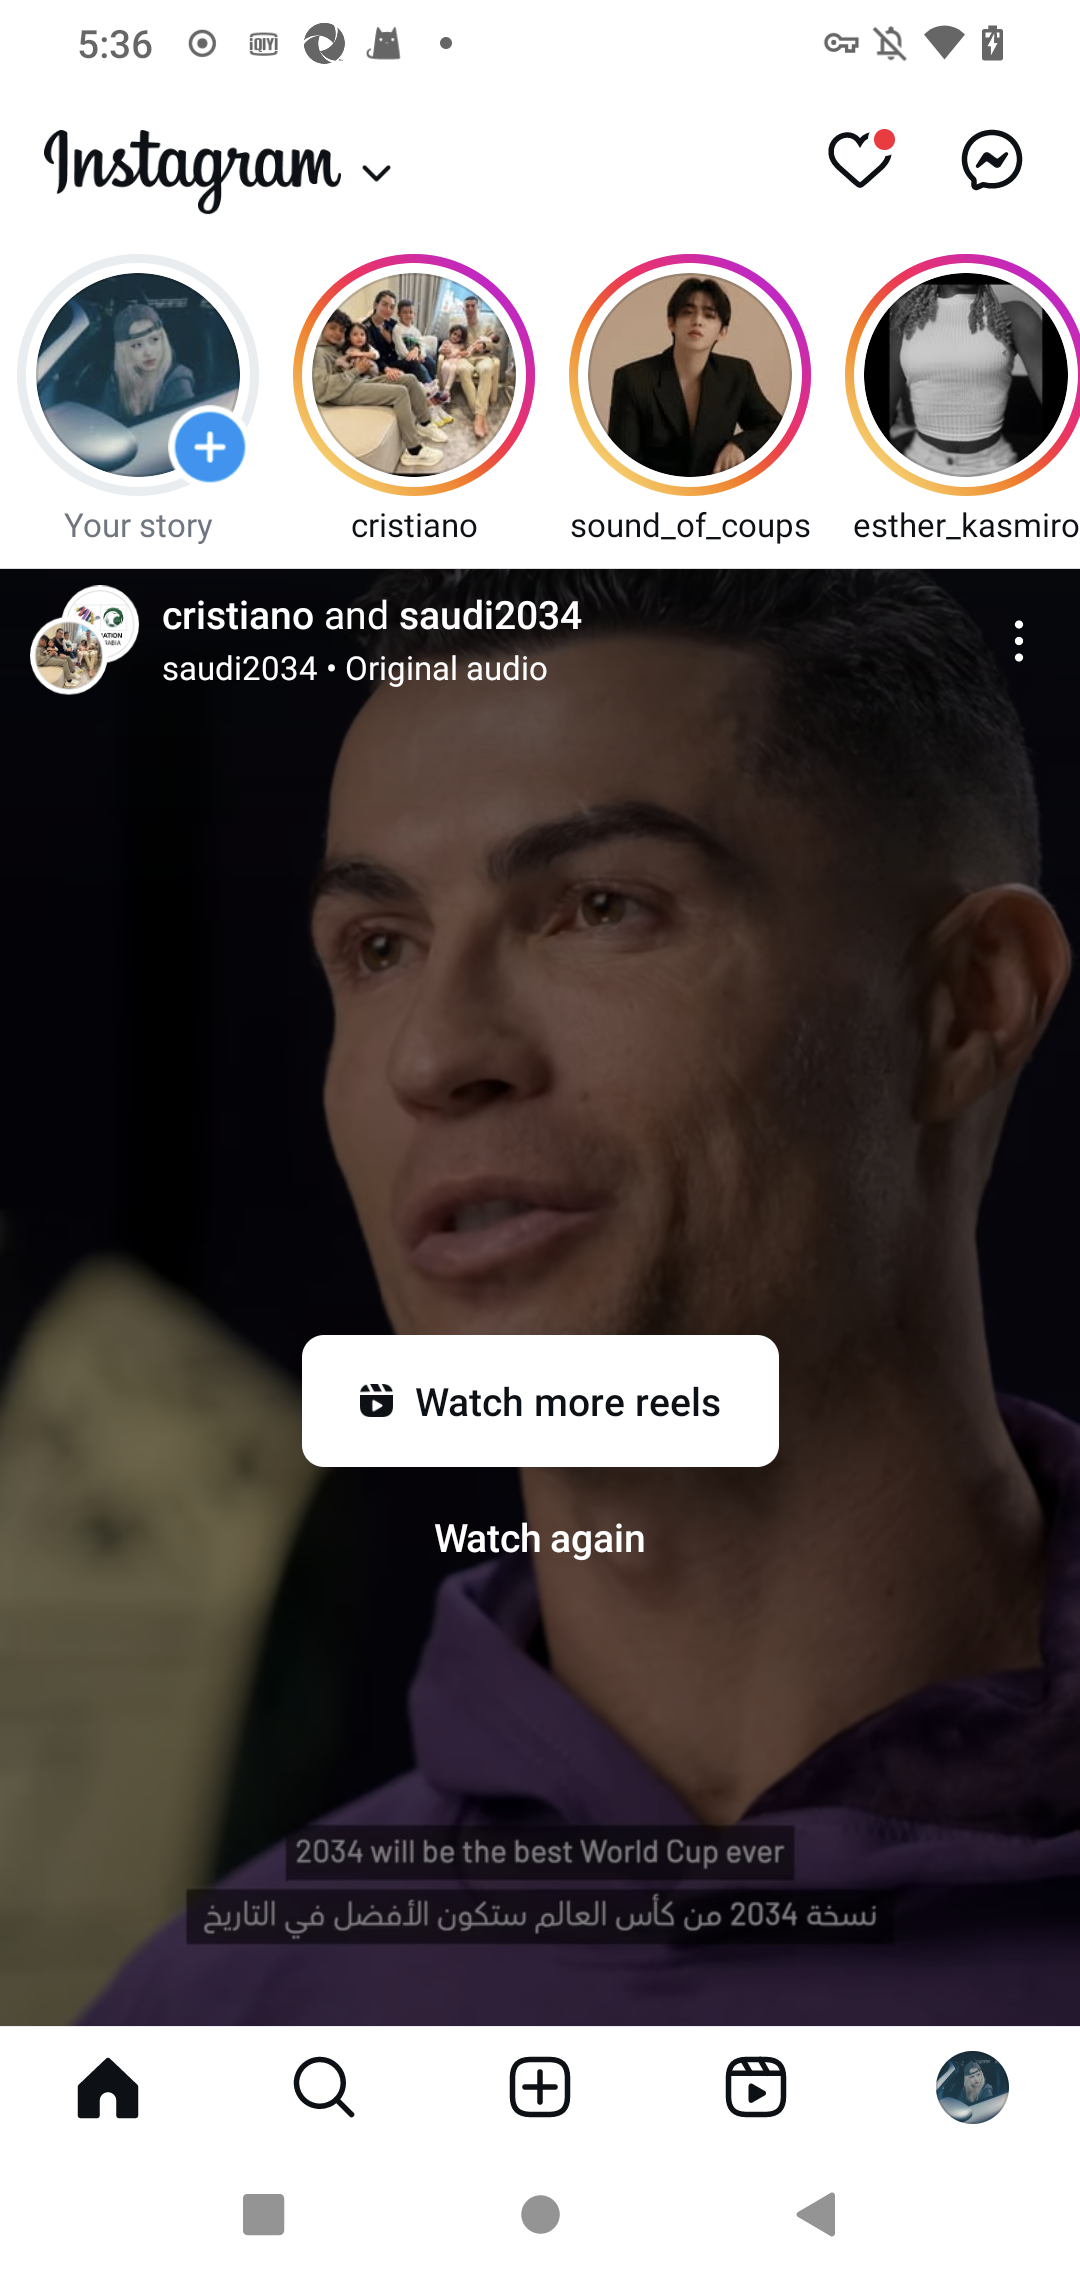 5:36
iQIYI
Instagram
Your story
cristiano
sound_of_coups
esther_kasmiro
cristiano and saudi2034
saudi2034 • Original audio
Watch more reels
Watch again
2034 will be the best World Cup ever
نسخة 2034 من كأس العالم ستكون الأفضل في التاريخ